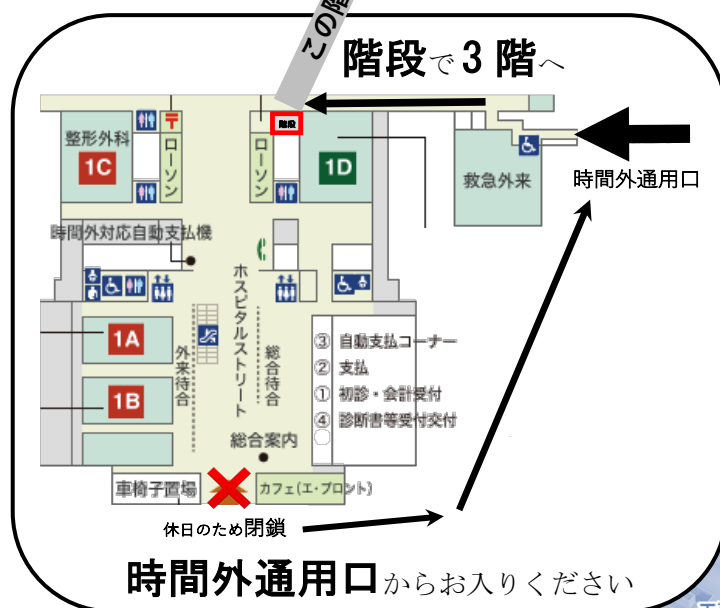 この階
階段で3階へ
階段
整形外科
1C
〒
ローソン
ローソン
1D
救急外来
時間外通用口
時間外対応自動支払機
ホスピタルストリート
1A
1B
外来待合
総合待合
③ 自動支払コーナー
② 支払
① 初診・会計受付
④ 診断書等受付交付
総合案内
車椅子置場
カフェ(エ・プロント)
休日のため閉鎖
時間外通用口からお入りください